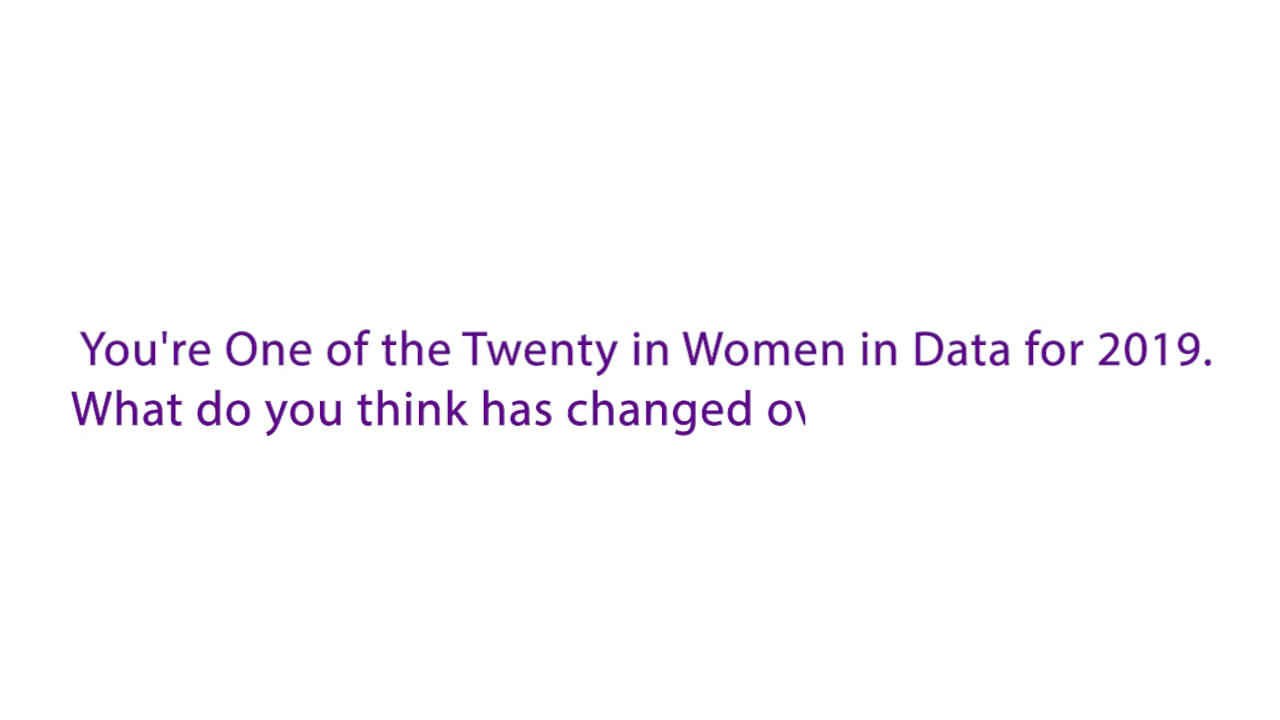 You're One of the Twenty in Women in Data for 2019.
What do you think has changed